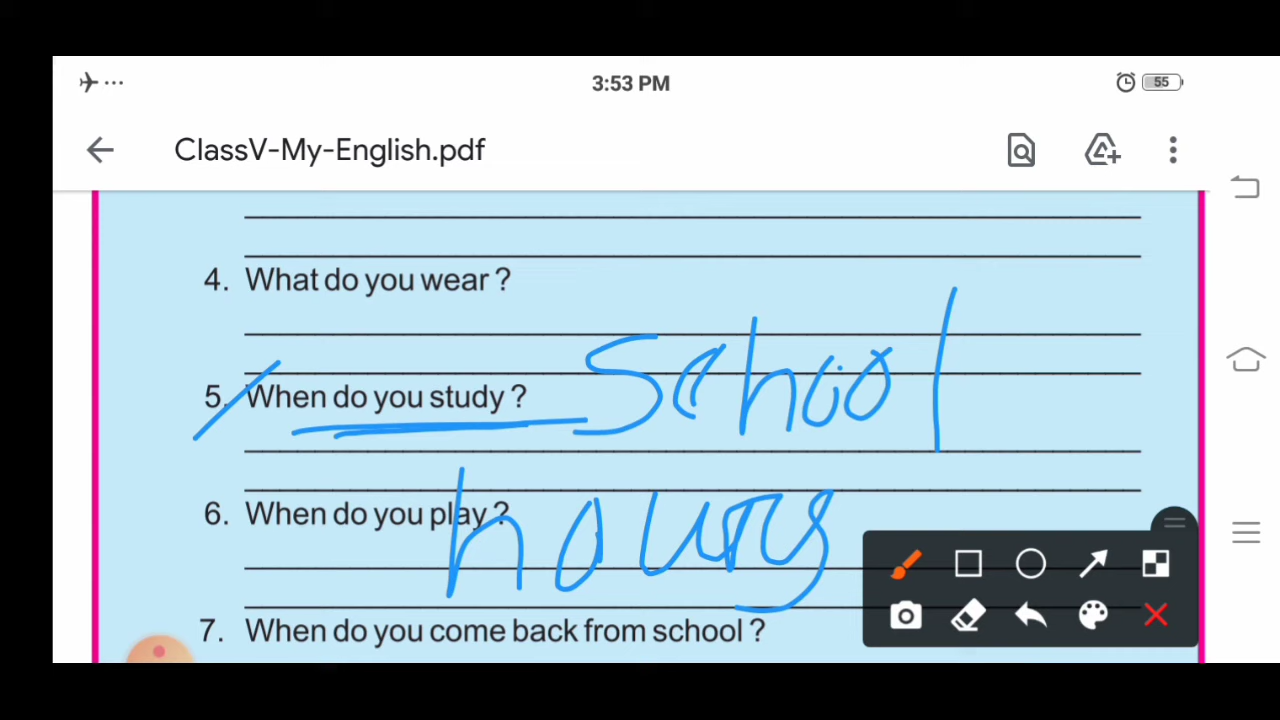 3:53 PM
55
ClassV-My-English.pdf
4. What do you wear ?
5. When do you study ?
School
6. When do you play ?
hours
7. When do you come back from school ?